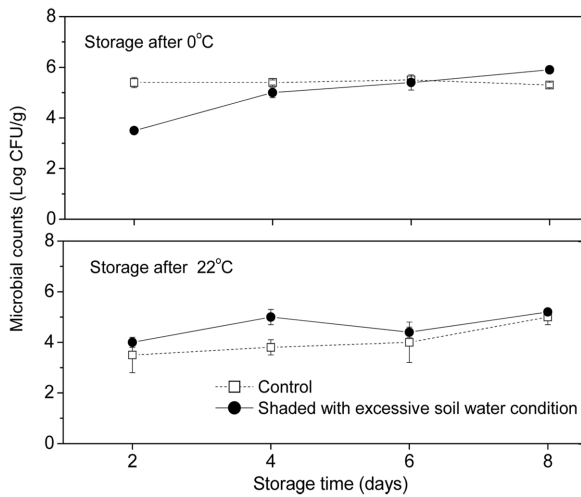 8
6
4
2
0
Storage after 0°C
Microbial counts (Log CFU/g)
8
6
4
2
0
Storage after 22°C
Control
Shaded with excessive soil water condition
2 4 6 8
Storage time (days)